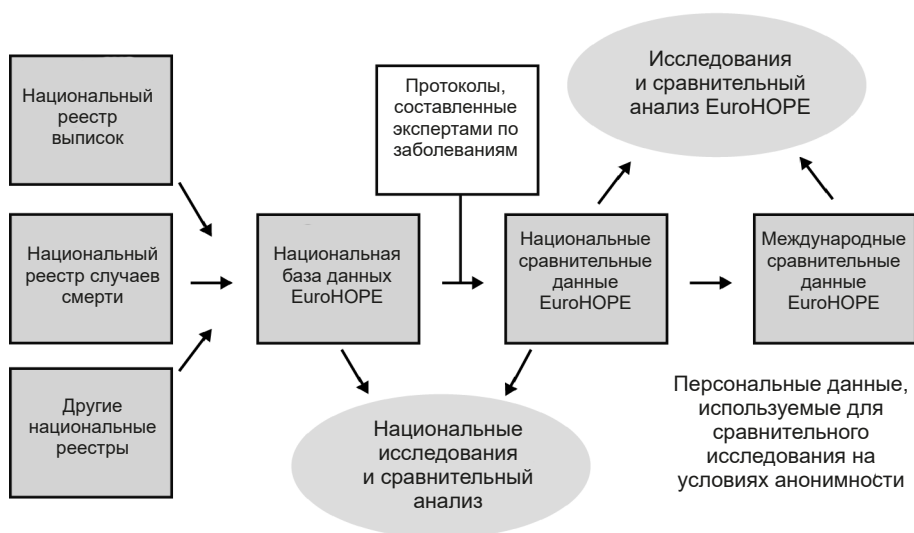 Национальный
реестр
выписок
Протоколы,
составленные
экспертами по
заболеваниям
Исследования
и сравнительный
анализ EuroHOPE
Национальный
реестр случаев
смерти
Национальная
база данных
EuroHOPE
Национальные
сравнительные
данные
EuroHOPE
Международные
сравнительные
данные
EuroHOPE
Другие
национальные
реестры
Национальные
исследования
и сравнительный
анализ
Персональные данные,
используемые для
сравнительного
исследования на
условиях анонимности